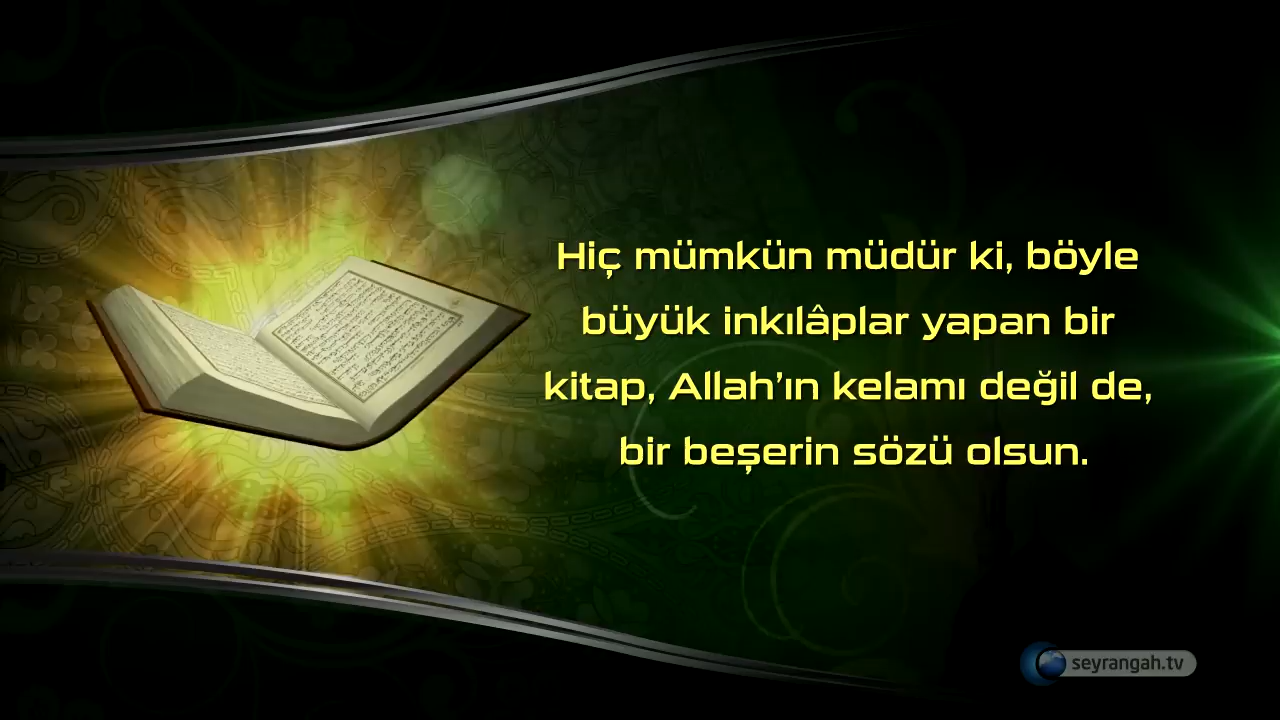 Hiç mümkün müdür ki, böyle
büyük inkılâplar yapan bir
kitap, Allah'ın kelamı değil de,
bir beşerin sözü olsun.
seyrangah.tv